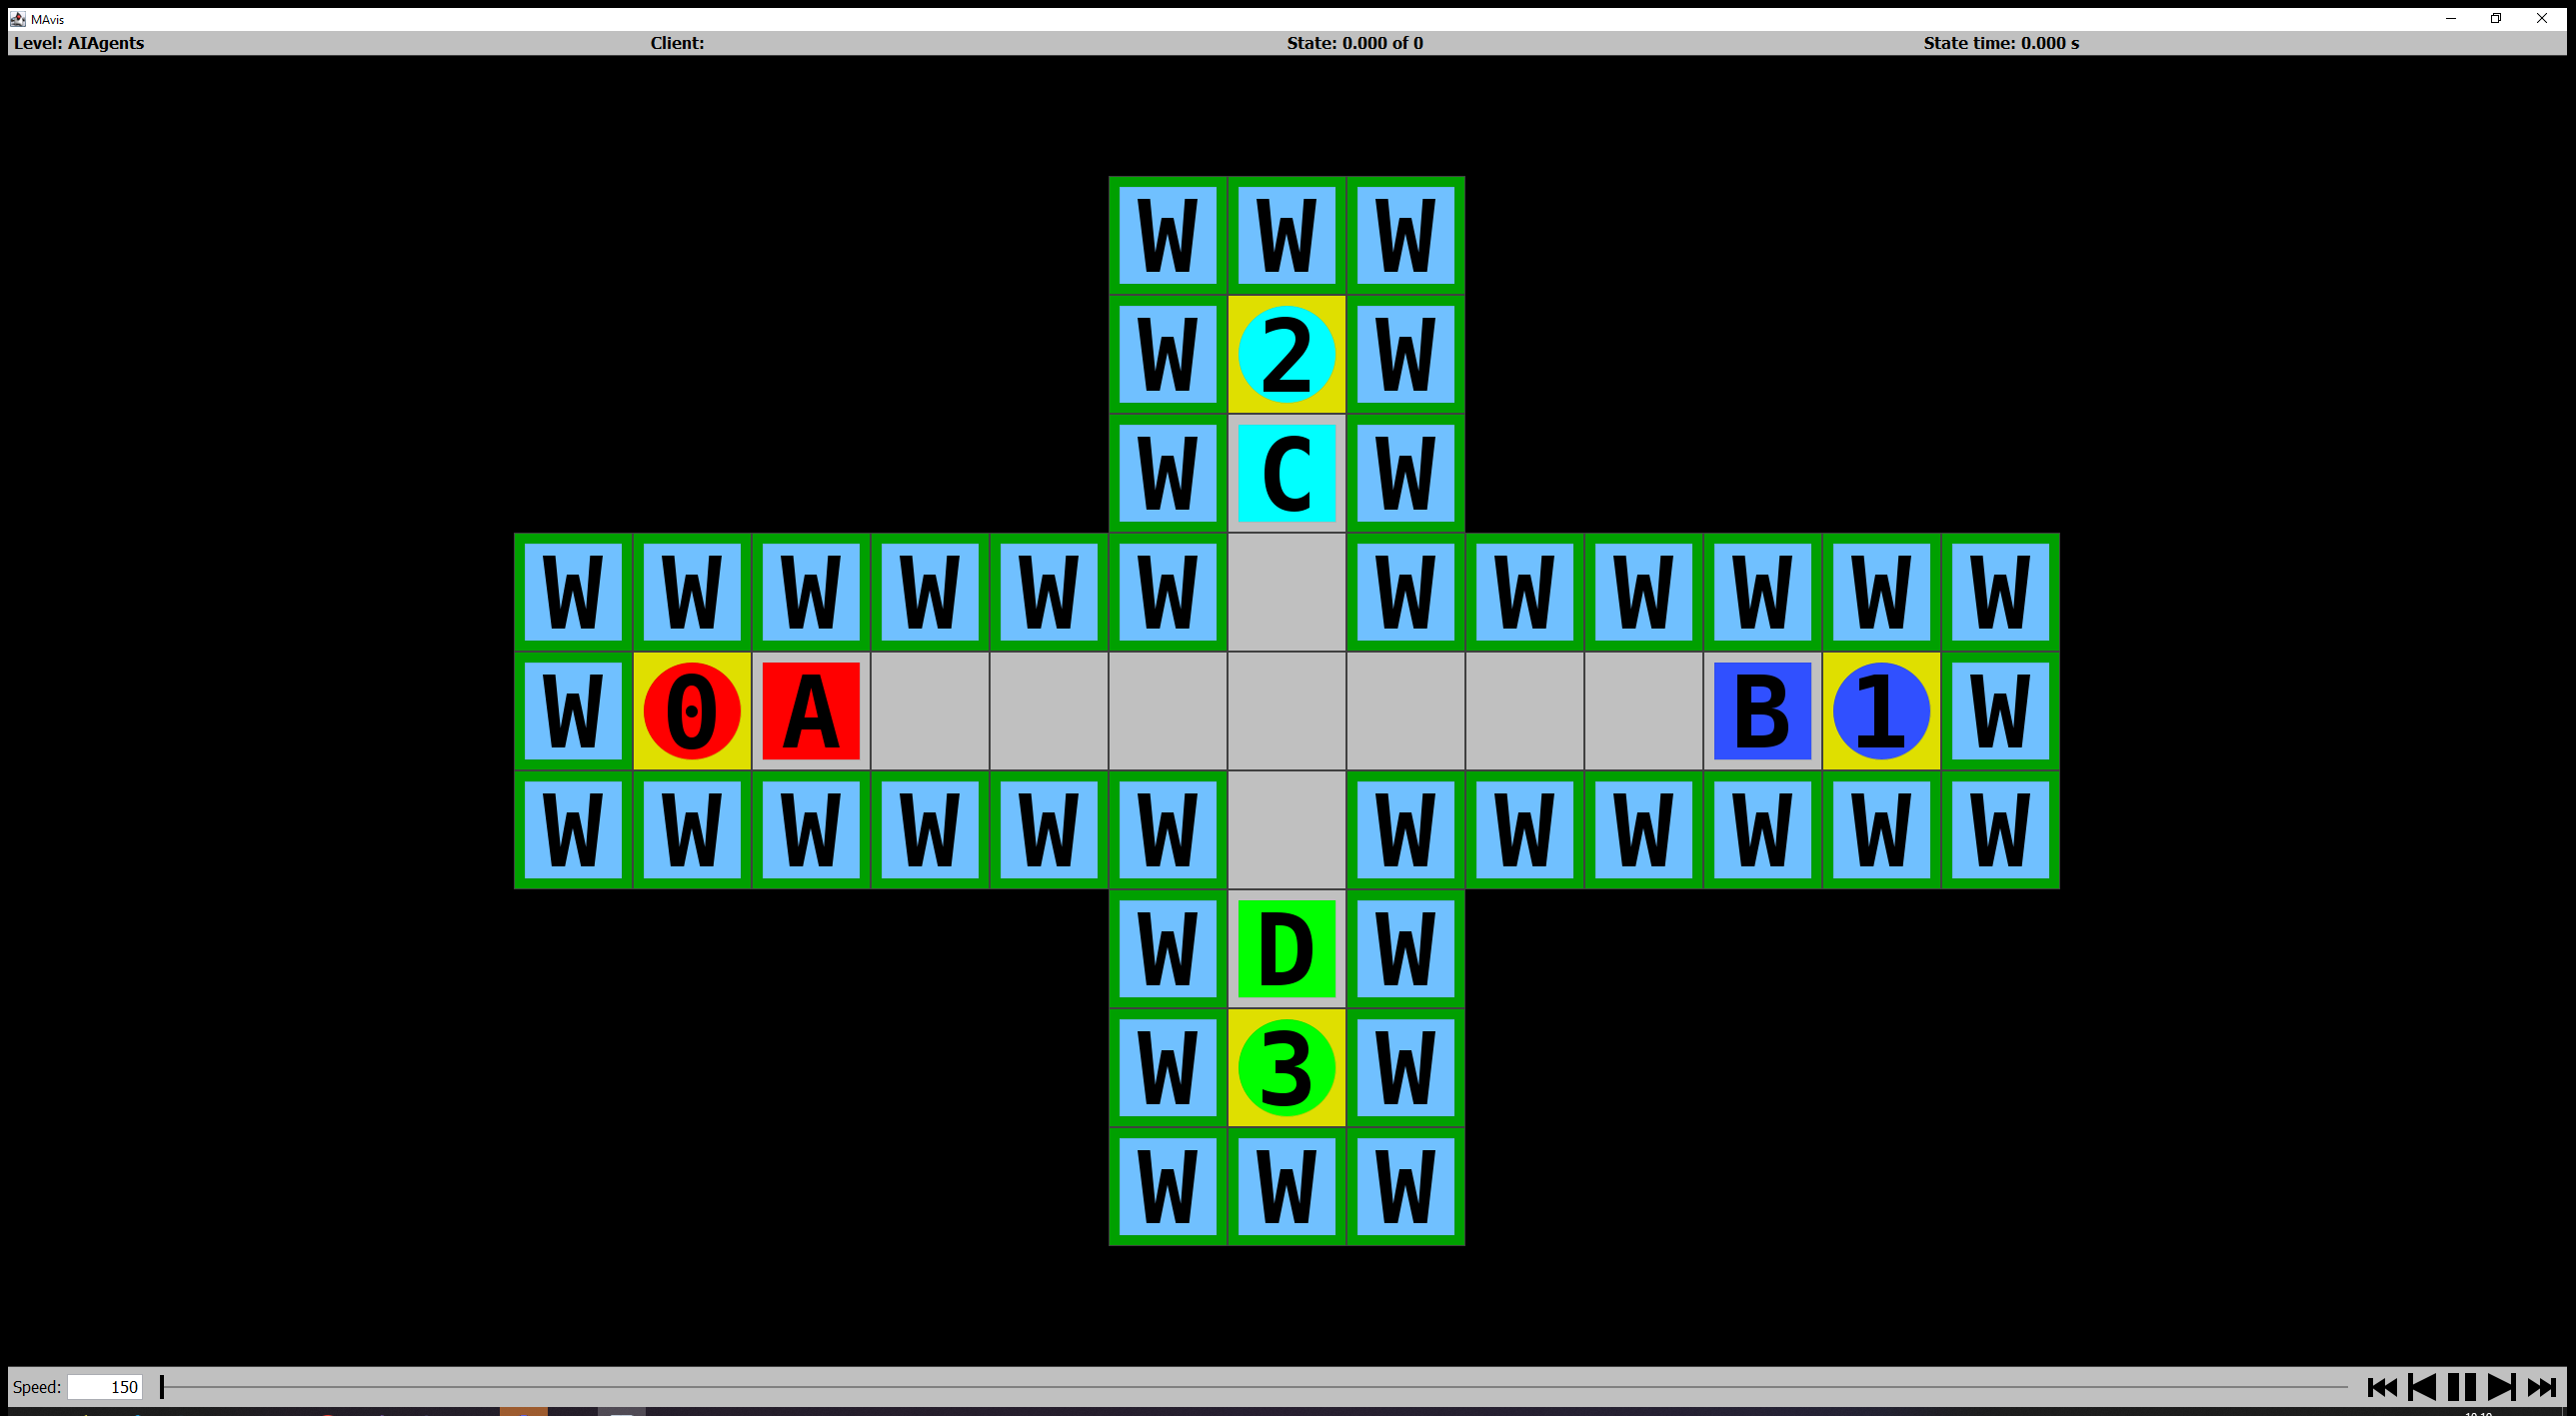 MAvis
Level: AIAgents Client: State: 0.000 of 0 State time: 0.000 s
W W W
W 2 W
W C W
W W W W W W W W W W W W
W 0 A B 1 W
W W W W W W W W W W W W
W D W
W 3 W
W W W
Speed: 150